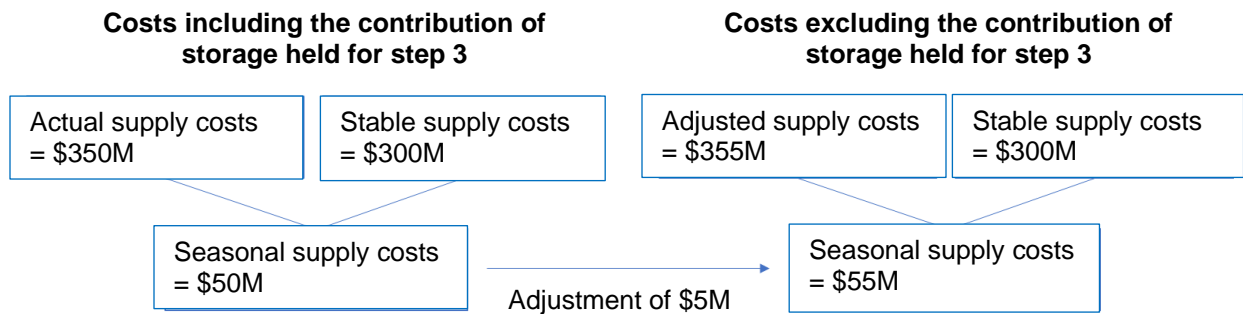 Costs including the contribution of
storage held for step 3
Actual supply costs
= $350M
Stable supply costs
= $300M
Seasonal supply costs
= $50M
Adjustment of $5M
Costs excluding the contribution of
storage held for step 3
Adjusted supply costs
= $355M
Stable supply costs
= $300M
Seasonal supply costs
= $55M